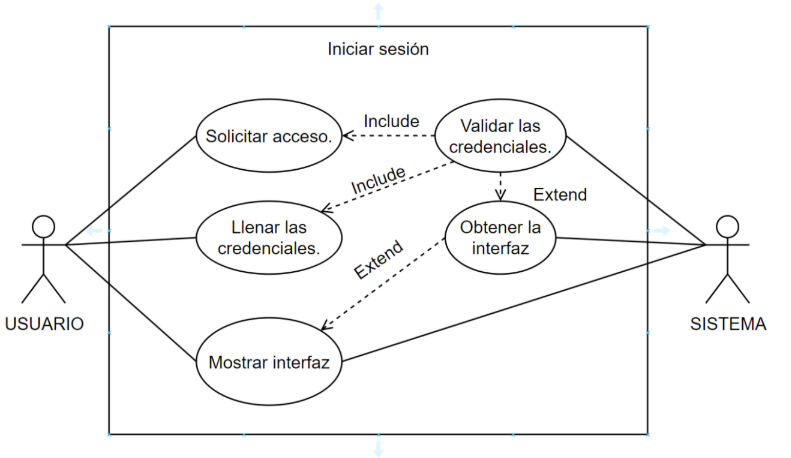 Iniciar sesión
Solicitar acceso.
Include
Validar las
credenciales.
Include
Extend
Llenar las
credenciales.
Obtener la
interfaz
Extend
USUARIO
SISTEMA
Mostrar interfaz